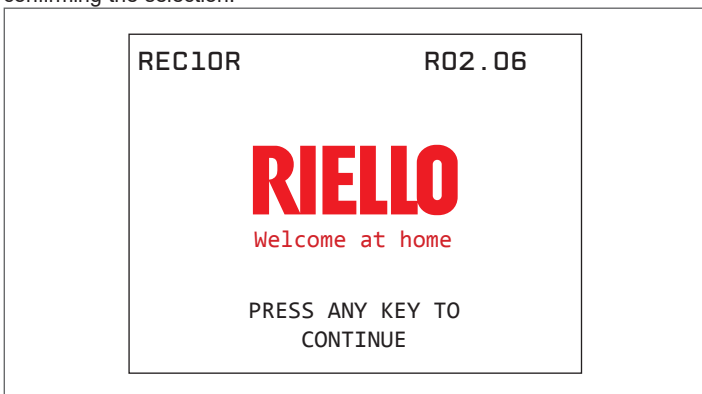 confirming the selection.
REC10R R02.06
RIELLO
Welcome at home
PRESS ANY KEY TO
CONTINUE